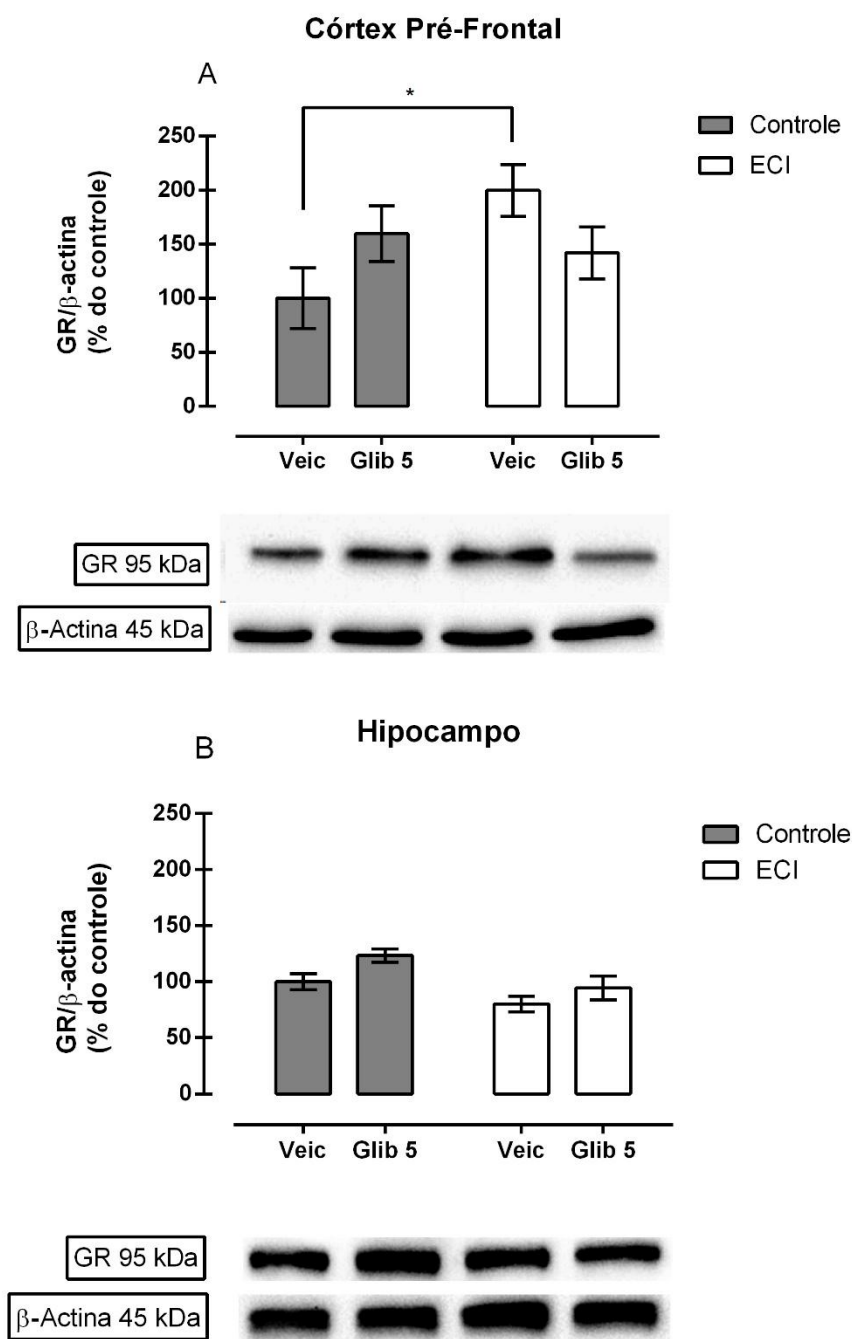 Córtex Pré-Frontal
A
*
Controle
ECI
GR/β-actina
(% do controle)
250
200
150
100
50
0
Veic Glib 5 Veic Glib 5
GR 95 kDa
β-Actina 45 kDa
Hipocampo
B
Controle
ECI
GR/β-actina
(% do controle)
250
200
150
100
50
0
Veic Glib 5 Veic Glib 5
GR 95 kDa
β-Actina 45 kDa